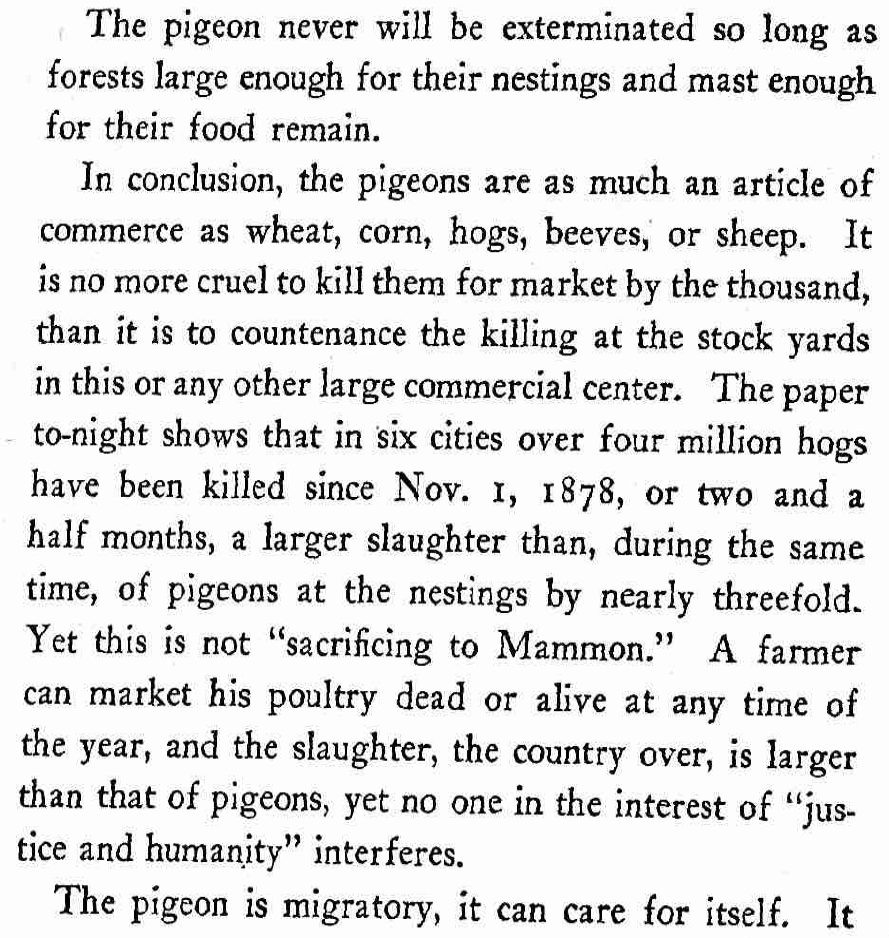 The pigeon never will be exterminated so long as
forests large enough for their nestings and mast enough
for their food remain.
In conclusion, the pigeons are as much an article of
commerce as wheat, corn, hogs, beeves, or sheep. It
is no more cruel to kill them for market by the thousand,
than it is to countenance the killing at the stock yards
in this or any other large commercial center. The paper
to-night shows that in six cities over four million hogs
have been killed since Nov. 1, 1878, or two and a
half months, a larger slaughter than, during the same
time, of pigeons at the nestings by nearly threefold.
Yet this is not “sacrificing to Mammon.” A farmer
can market his poultry dead or alive at any time of
the year, and the slaughter, the country over, is larger
than that of pigeons, yet no one in the interest of “jus-
tice and humanity” interferes.
The pigeon is migratory, it can care for itself. It